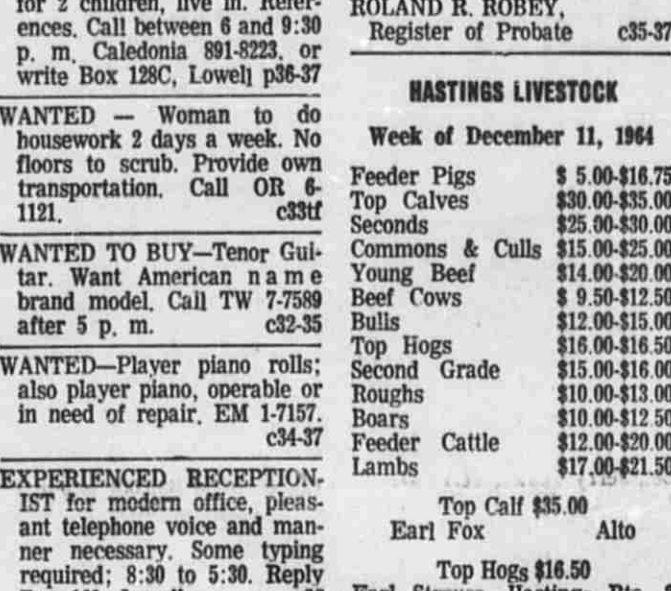 for 2 children, live in. Refer-
ences. Call between 6 and 9:30
p. m. Caledonia 891-8223, or
write Box 128C, Lowell p36-37
WANTED — Woman to do
housework 2 days a week. No
floors to scrub. Provide own
transportation. Call OR 6-
1121. c33tf
WANTED TO BUY—Tenor Gui-
tar. Want American name
brand model. Call TW 7-7589
after 5 p. m. c32-35
WANTED—Player piano rolls;
also player piano, operable or
in need of repair. EM 1-7157.
c34-37
EXPERIENCED RECEPTION-
IST for modern office, pleas-
ant telephone voice and man-
ner necessary. Some typing
required; 8:30 to 5:30. Reply
ROLAND R. ROBEY,
Register of Probate c35-37
HASTINGS LIVESTOCK
Week of December 11, 1964
Feeder Pigs $ 5.00-$16.75
Top Calves $30.00-$35.00
Seconds $25.00-$30.00
Commons & Culls $15.00-$25.00
Young Beef $14.00-$20.00
Beef Cows $ 9.50-$12.50
Bulls $12.00-$15.00
Top Hogs $16.00-$16.50
Second Grade $15.00-$16.00
Roughs $10.00-$13.00
Boars $10.00-$12.50
Feeder Cattle $12.00-$20.00
Lambs $17.00-$21.50
Top Calf $35.00
Earl Fox Alto
Top Hogs $16.50